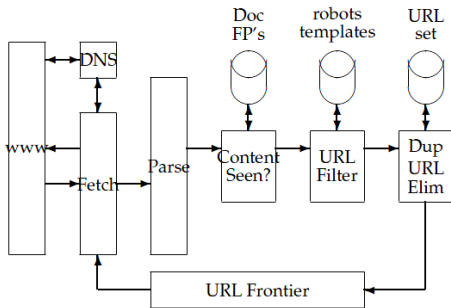 Doc
FP's
robots
templates
URL
set
DNS
www
Fetch
Parse
Content
Seen?
URL
Filter
Dup
URL
Elim
URL Frontier